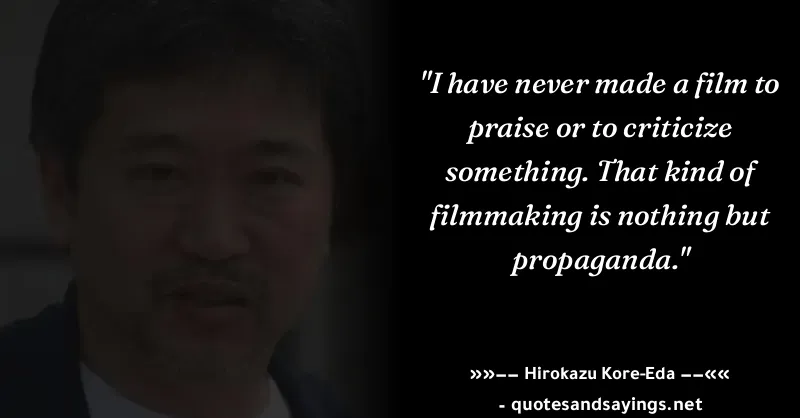 "I have never made a film to
praise or to criticize
something. That kind of
filmmaking is nothing but
propaganda."
»»–– Hirokazu Kore-Eda ––««
- quotesandsayings.net